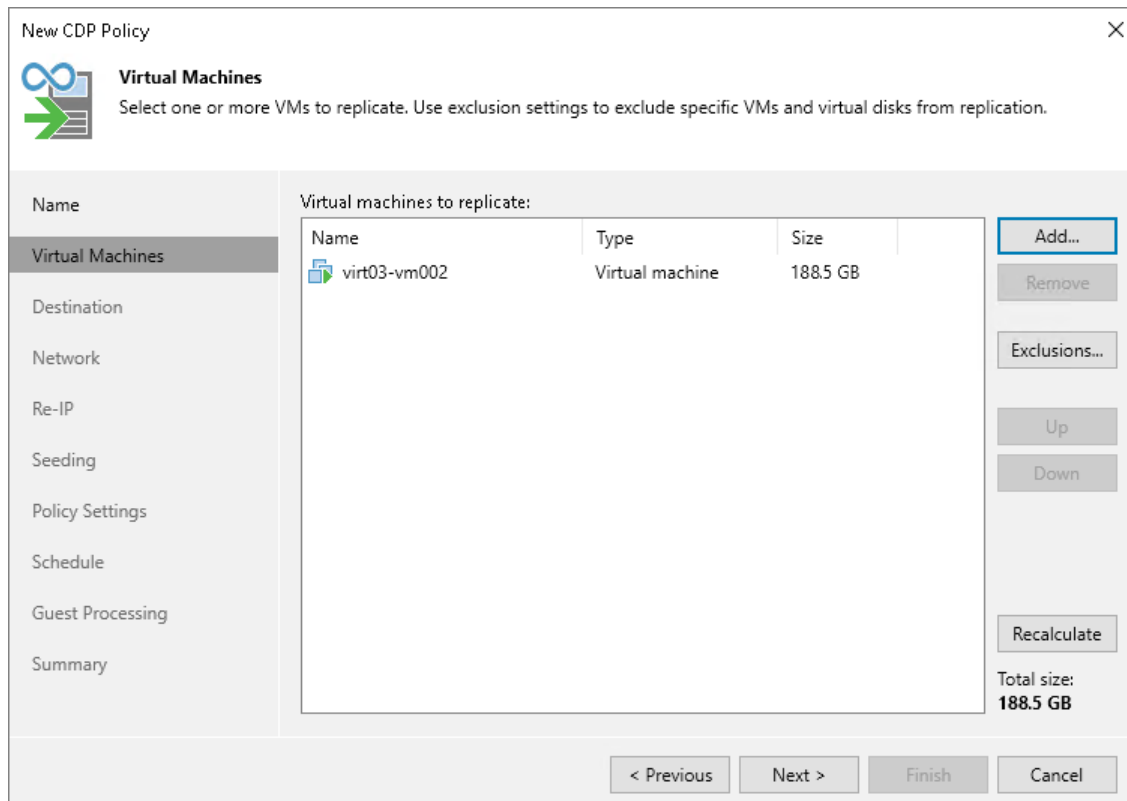 New CDP Policy
Virtual Machines
Select one or more VMs to replicate. Use exclusion settings to exclude specific VMs and virtual disks from replication.
Name
Virtual Machines
Destination
Network
Re-IP
Seeding
Policy Settings
Schedule
Guest Processing
Summary
Virtual machines to replicate:
Name Type Size
virt03-vm002 Virtual machine 188.5 GB
Add...
Remove
Exclusions...
Up
Down
Recalculate
Total size:
188.5 GB
< Previous Next > Finish Cancel